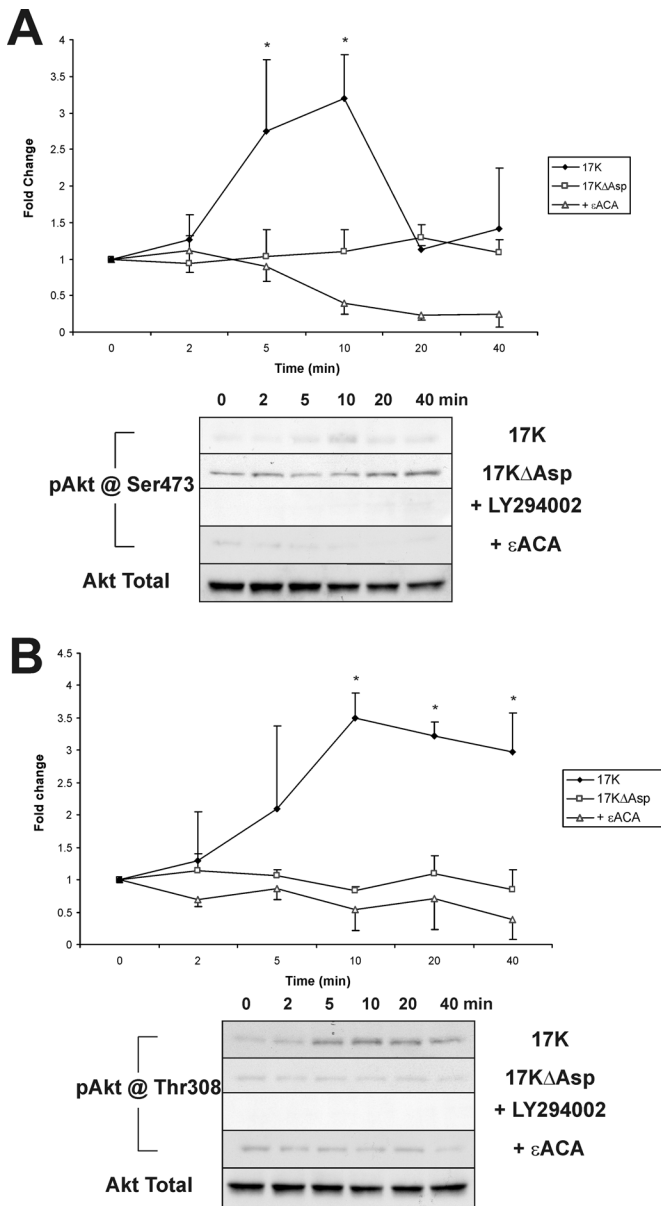 A
4
3.5
3
2.5
2
1.5
1
0.5
0
Fold Change
* *
0 2 5 10 20 40
Time (min)
17K
17KΔAsp
+ εACA
0 2 5 10 20 40 min
pAkt @ Ser473
17K
17KΔAsp
+ LY294002
+ εACA
Akt Total
B
4.5
4
3.5
3
2.5
2
1.5
1
0.5
0
Fold change
* * *
0 2 5 10 20 40
Time (min)
17K
17KΔAsp
+ εACA
0 2 5 10 20 40 min
pAkt @ Thr308
17K
17KΔAsp
+ LY294002
+ εACA
Akt Total